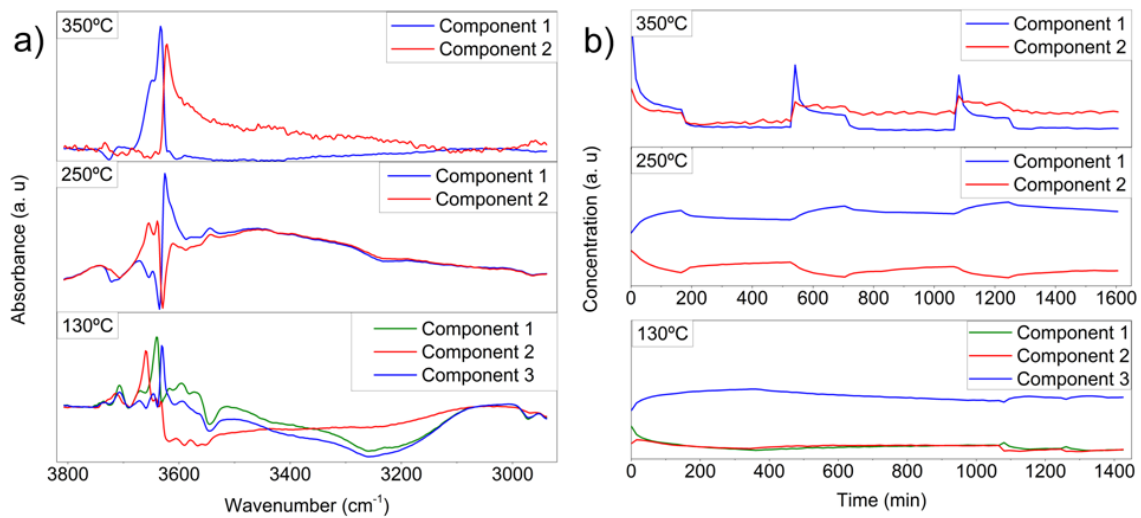 a)
Absorbance (a. u)
350ºC
Component 1
Component 2
250ºC
Component 1
Component 2
130ºC
Component 1
Component 2
Component 3
3800 3600 3400 3200 3000
Wavenumber (cm⁻¹)
b)
Concentration (a. u)
350ºC
Component 1
Component 2
250ºC
Component 1
Component 2
0 200 400 600 800 1000 1200 1400 1600
130ºC
Component 1
Component 2
Component 3
0 200 400 600 800 1000 1200 1400
Time (min)